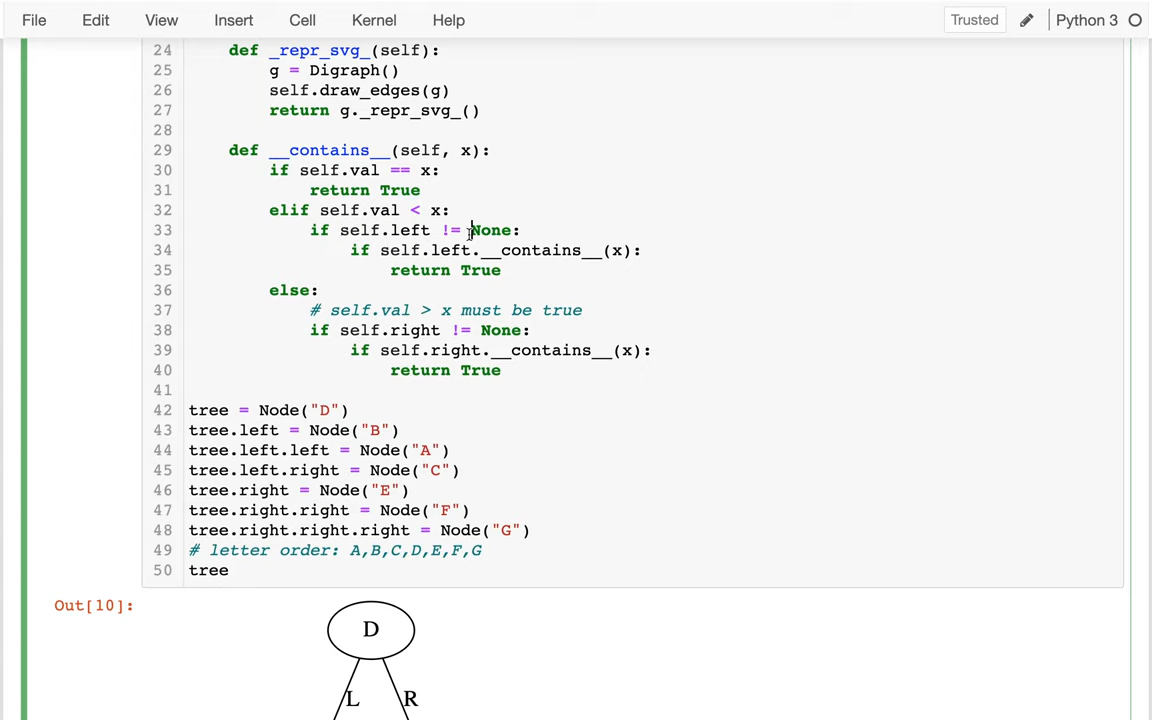 File Edit View Insert Cell Kernel Help Trusted Python 3
24     def _repr_svg_(self):
25         g = Digraph()
26         self.draw_edges(g)
27         return g._repr_svg_()
28
29     def __contains__(self, x):
30         if self.val == x:
31             return True
32         elif self.val < x:
33             if self.left != None:
34                 if self.left.__contains__(x):
35                     return True
36         else:
37             # self.val > x must be true
38             if self.right != None:
39                 if self.right.__contains__(x):
40                     return True
41
42 tree = Node("D")
43 tree.left = Node("B")
44 tree.left.left = Node("A")
45 tree.left.right = Node("C")
46 tree.right = Node("E")
47 tree.right.right = Node("F")
48 tree.right.right.right = Node("G")
49 # letter order: A,B,C,D,E,F,G
50 tree
Out[10]:
D
L R